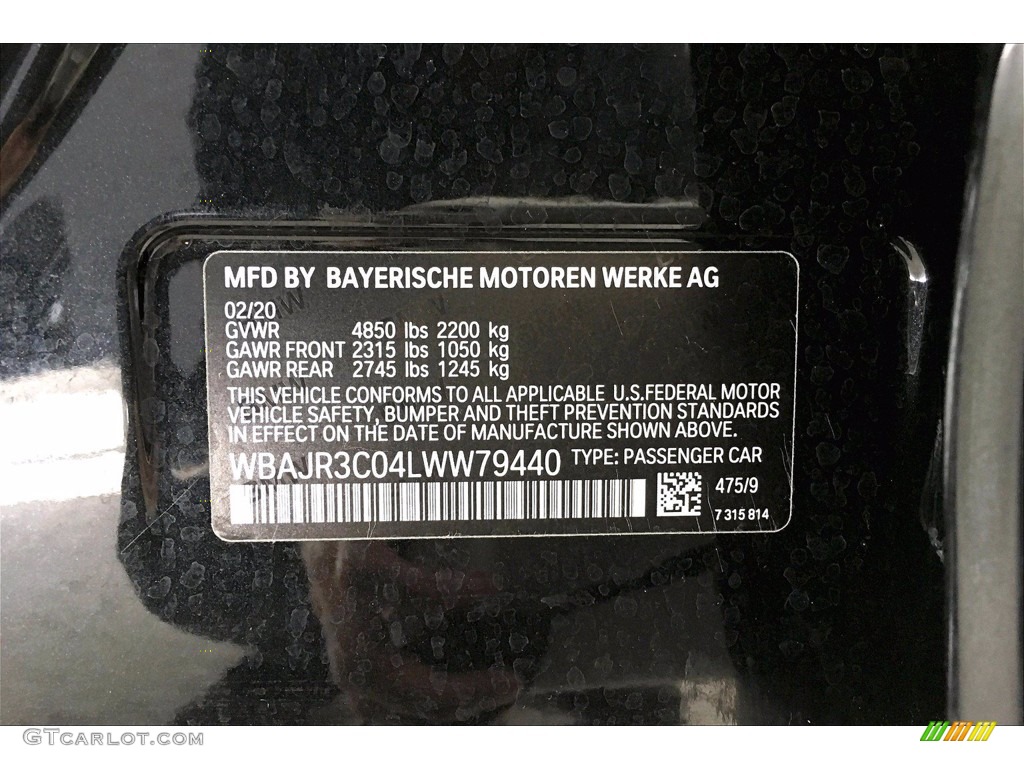 MFD BY BAYERISCHE MOTOREN WERKE AG
02/20
GVWR 4850 lbs 2200 kg
GAWR FRONT 2315 lbs 1050 kg
GAWR REAR 2745 lbs 1245 kg
THIS VEHICLE CONFORMS TO ALL APPLICABLE U.S.FEDERAL MOTOR
VEHICLE SAFETY, BUMPER AND THEFT PREVENTION STANDARDS
IN EFFECT ON THE DATE OF MANUFACTURE SHOWN ABOVE.
WBAJR3C04LWW79440 TYPE: PASSENGER CAR
475/9
7 315 814
GTCARLOT.COM